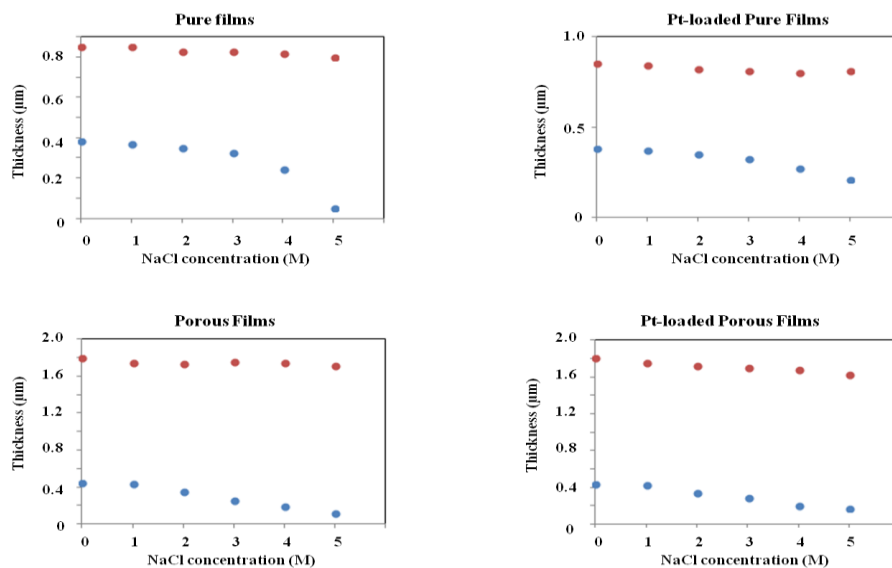 Pure films
Thickness (µm)
0.8
0.6
0.4
0.2
0
0 1 2 3 4 5
NaCl concentration (M)
Pt-loaded Pure Films
Thickness (µm)
1.0
0.5
0
0 1 2 3 4 5
NaCl concentration (M)
Porous Films
Thickness (µm)
2.0
1.6
1.2
0.8
0.4
0
0 1 2 3 4 5
NaCl concentration (M)
Pt-loaded Porous Films
Thickness (µm)
2.0
1.6
1.2
0.8
0.4
0
0 1 2 3 4 5
NaCl concentration (M)